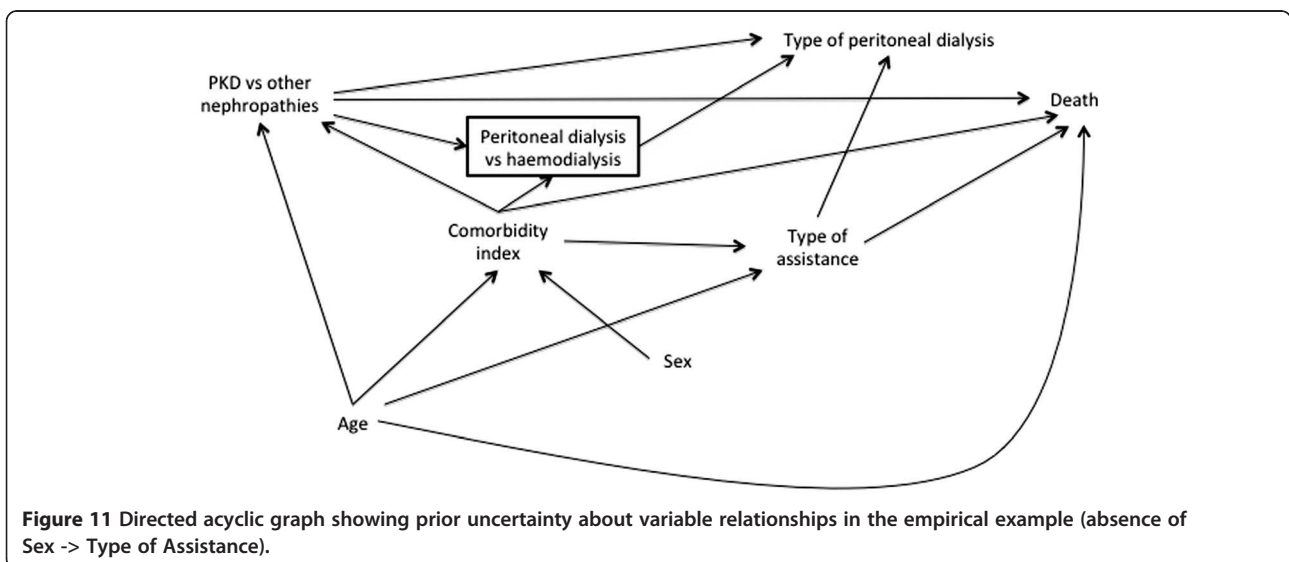 Type of peritoneal dialysis
PKD vs other
nephropathies
Death
Peritoneal dialysis
vs haemodialysis
Comorbidity
index
Type of
assistance
Sex
Age
Figure 11 Directed acyclic graph showing prior uncertainty about variable relationships in the empirical example (absence of
Sex -> Type of Assistance).